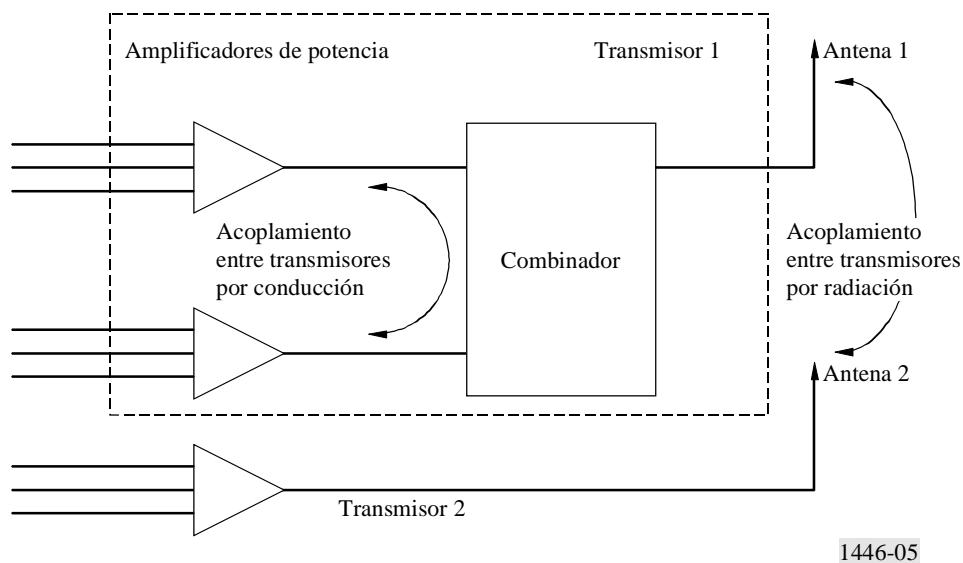 Amplificadores de potencia
Transmisor 1
Antena 1
Acoplamiento
entre transmisores
por conducción
Combinador
Acoplamiento
entre transmisores
por radiación
Antena 2
Transmisor 2
1446-05